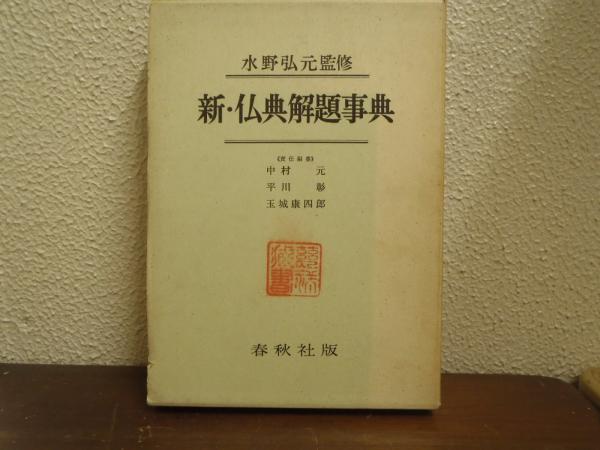 水野弘元監修
新・仏典解題事典
《責任編集》
中村 元
平川 彰
玉城康四郎
春秋社版